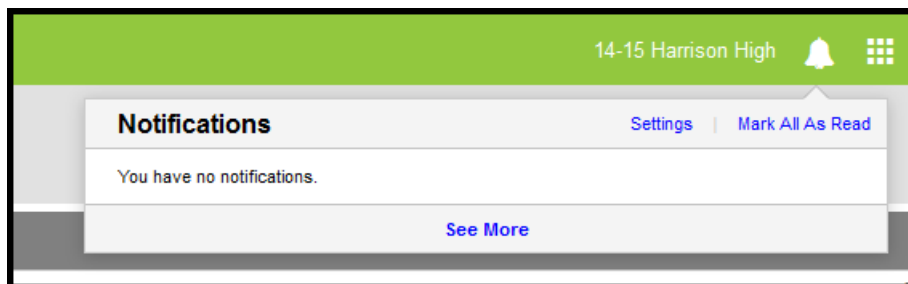 14-15 Harrison High
Notifications Settings | Mark All As Read
You have no notifications.
See More